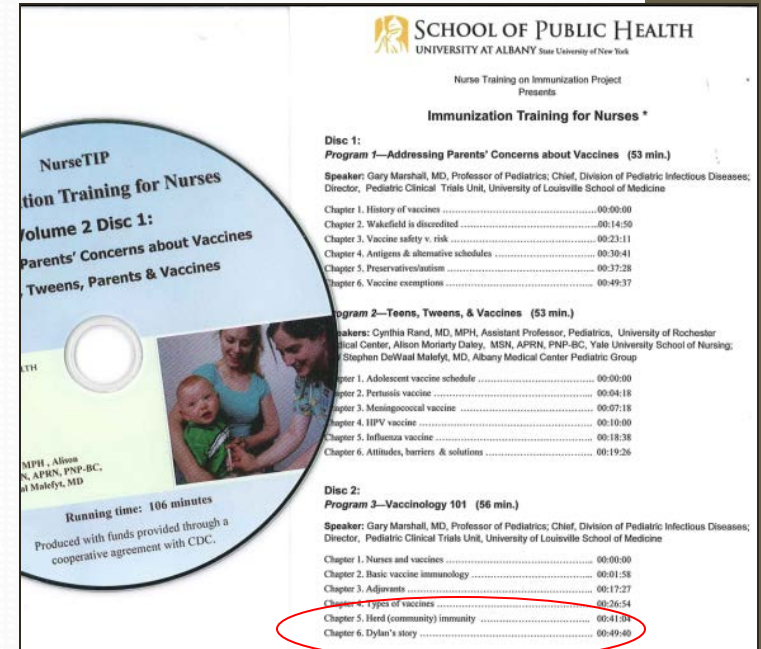 SCHOOL OF PUBLIC HEALTH
UNIVERSITY AT ALBANY State University of New York
Nurse Training on Immunization Project
Presents
Immunization Training for Nurses *
Disc 1:
Program 1—Addressing Parents' Concerns about Vaccines (53 min.)
Speaker: Gary Marshall, MD, Professor of Pediatrics; Chief, Division of Pediatric Infectious Diseases;
Director, Pediatric Clinical Trials Unit, University of Louisville School of Medicine
Chapter 1. History of vaccines ........ 00:00:00
Chapter 2. Wakefield is discredited ........ 00:14:50
Chapter 3. Vaccine safety v. risk ........ 00:23:11
Chapter 4. Antigens & alternative schedules ........ 00:30:41
Chapter 5. Preservatives/autism ........ 00:37:28
Chapter 6. Vaccine exemptions ........ 00:49:37
ogram 2—Teens, Tweens, & Vaccines (53 min.)
eakers: Cynthia Rand, MD, MPH, Assistant Professor, Pediatrics, University of Rochester
dical Center, Alison Moriarty Daley, MSN, APRN, PNP-BC, Yale University School of Nursing;
Stephen DeWaal Malefyt, MD, Albany Medical Center Pediatric Group
apter 1. Adolescent vaccine schedule ........ 00:00:00
apter 2. Pertussis vaccine ........ 00:04:18
hapter 3. Meningococcal vaccine ........ 00:07:18
hapter 4. HPV vaccine ........ 00:10:00
Chapter 5. Influenza vaccine ........ 00:18:38
Chapter 6. Attitudes, barriers & solutions ........ 00:19:26
Disc 2:
Program 3—Vaccinology 101 (56 min.)
Speaker: Gary Marshall, MD, Professor of Pediatrics; Chief, Division of Pediatric Infectious Diseases;
Director, Pediatric Clinical Trials Unit, University of Louisville School of Medicine
Chapter 1. Nurses and vaccines ........ 00:00:00
Chapter 2. Basic vaccine immunology ........ 00:01:58
Chapter 3. Adjuvants ........ 00:17:27
Chapter 4. Types of vaccines ........ 00:26:54
Chapter 5. Herd (community) immunity ........ 00:41:04
Chapter 6. Dylan's story ........ 00:49:40
NurseTIP
tion Training for Nurses
Volume 2 Disc 1:
Parents' Concerns about Vaccines
, Tweens, Parents & Vaccines
LTH
MPH , Alison
N, APRN, PNP-BC,
al Malefyt, MD
Running time: 106 minutes
Produced with funds provided through a
cooperative agreement with CDC.